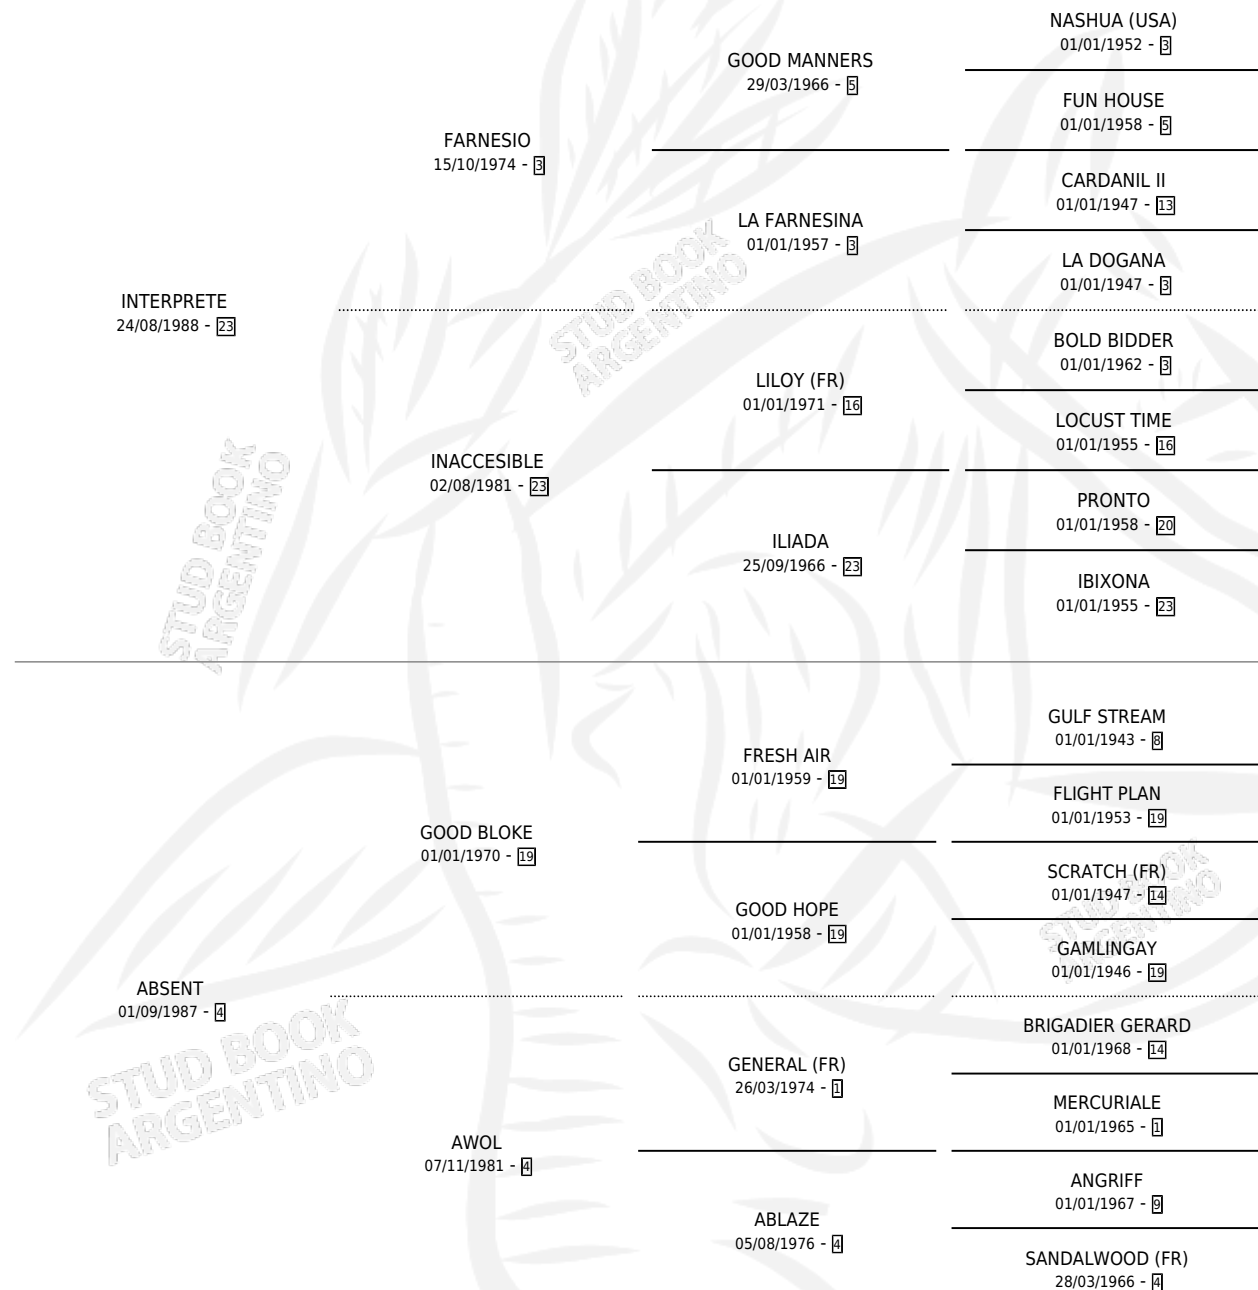 NASHUA (USA)
01/01/1952 - 3
GOOD MANNERS
29/03/1966 - 5
FUN HOUSE
01/01/1958 - 5
FARNESIO
15/10/1974 - 3
CARDANIL II
01/01/1947 - 13
LA FARNESINA
01/01/1957 - 3
LA DOGANA
01/01/1947 - 3
INTERPRETE
24/08/1988 - 23
BOLD BIDDER
01/01/1962 - 3
LILOY (FR)
01/01/1971 - 16
LOCUST TIME
01/01/1955 - 16
INACCESIBLE
02/08/1981 - 23
PRONTO
01/01/1958 - 20
ILIADA
25/09/1966 - 23
IBIXONA
01/01/1955 - 23
STUD BOOK
ARGENTINO
STUD BOOK
ARGENTINO
GULF STREAM
01/01/1943 - 8
FRESH AIR
01/01/1959 - 19
FLIGHT PLAN
01/01/1953 - 19
GOOD BLOKE
01/01/1970 - 19
SCRATCH (FR)
01/01/1947 - 14
GOOD HOPE
01/01/1958 - 19
GAMLINGAY
01/01/1946 - 19
STUD BOOK
ARGENTINO
ABSENT
01/09/1987 - 4
BRIGADIER GERARD
01/01/1968 - 14
GENERAL (FR)
26/03/1974 - 1
MERCURIALE
01/01/1965 - 1
STUD BOOK
ARGENTINO
AWOL
07/11/1981 - 4
ANGRIFF
01/01/1967 - 9
ABLAZE
05/08/1976 - 4
SANDALWOOD (FR)
28/03/1966 - 4